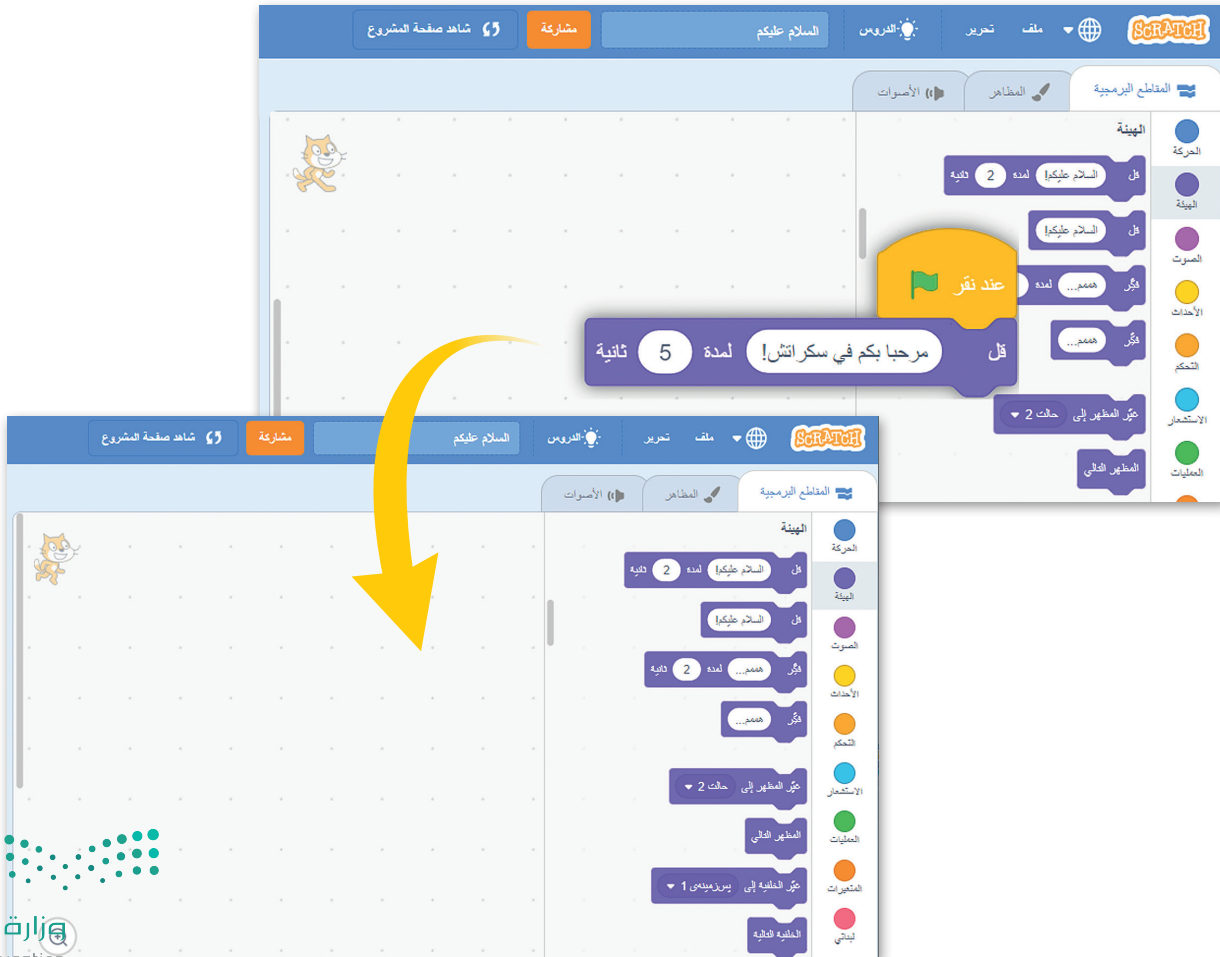 SCRATCH
ملف
تحرير
الدروس
السلام عليكم
مشاركة
شاهد صفحة المشروع
المقاطع البرمجية
المظاهر
الأصوات
الحركة
الهيئة
الصوت
الأحداث
التحكم
الاستشعار
العمليات
الهيئة
قل السلام عليكم! لمدة 2 ثانية
قل السلام عليكم!
فكّر هممم... لمدة
فكّر هممم...
غيّر المظهر إلى حالت 2
المظهر التالي
عند نقر
قل مرحبا بكم في سكراتش! لمدة 5 ثانية
SCRATCH
ملف
تحرير
الدروس
السلام عليكم
مشاركة
شاهد صفحة المشروع
المقاطع البرمجية
المظاهر
الأصوات
الحركة
الهيئة
الصوت
الأحداث
التحكم
الاستشعار
العمليات
المتغيرات
لبناتي
الهيئة
قل السلام عليكم! لمدة 2 ثانية
قل السلام عليكم!
فكّر هممم... لمدة 2 ثانية
فكّر هممم...
غيّر المظهر إلى حالت 2
المظهر التالي
غيّر الخلفية إلى پس‌زمینه‌ی 1
الخلفية التالية
وزارة